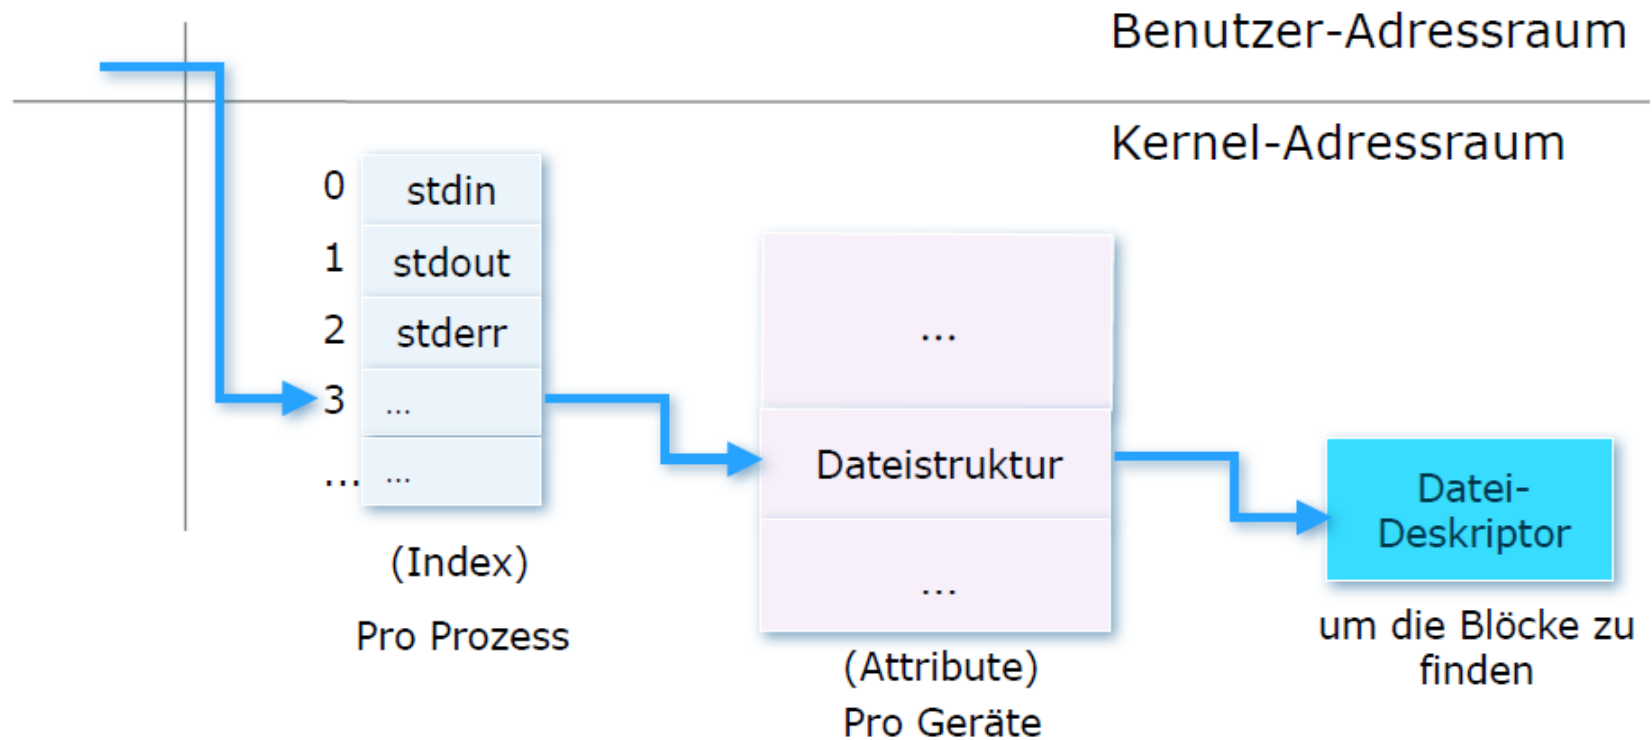 Benutzer-Adressraum
Kernel-Adressraum
0 stdin
1 stdout
2 stderr
3 ...
... ...
(Index)
Pro Prozess
...
Dateistruktur
...
(Attribute)
Pro Geräte
Datei-
Deskriptor
um die Blöcke zu
finden